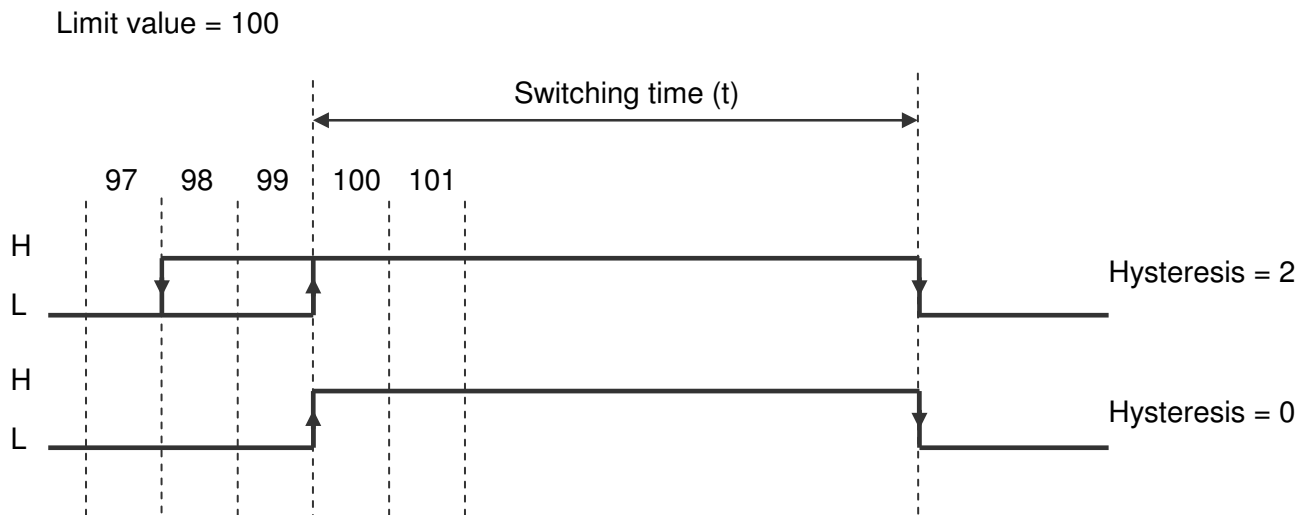 Limit value = 100
Switching time (t)
97 98 99 100 101
H
Hysteresis = 2
L
H
Hysteresis = 0
L